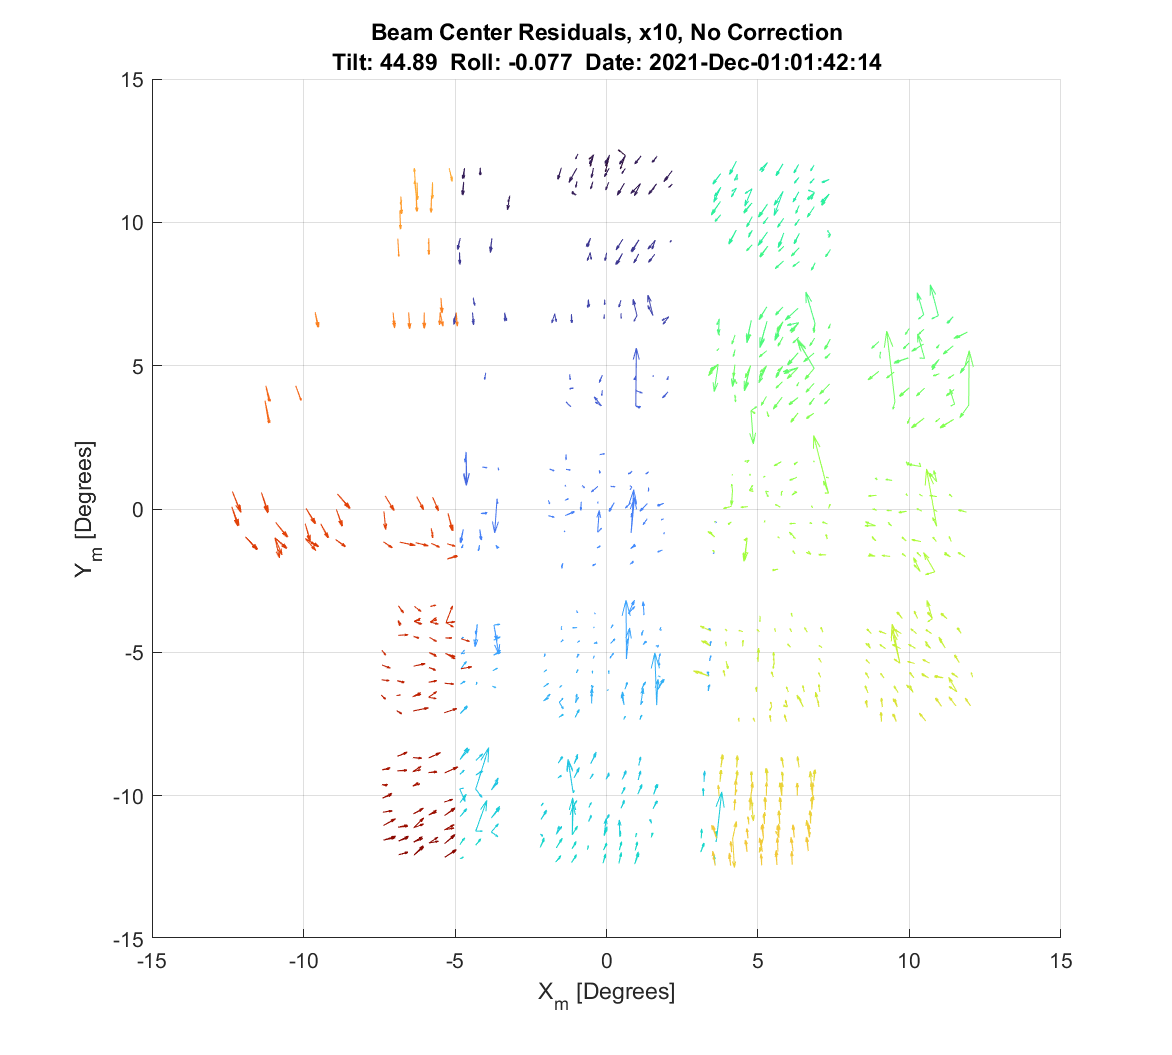 Beam Center Residuals, x10, No Correction
Tilt: 44.89 Roll: -0.077 Date: 2021-Dec-01:01:42:14
15
10
5
0
-5
-10
-15
Y_m [Degrees]
-15 -10 -5 0 5 10 15
X_m [Degrees]